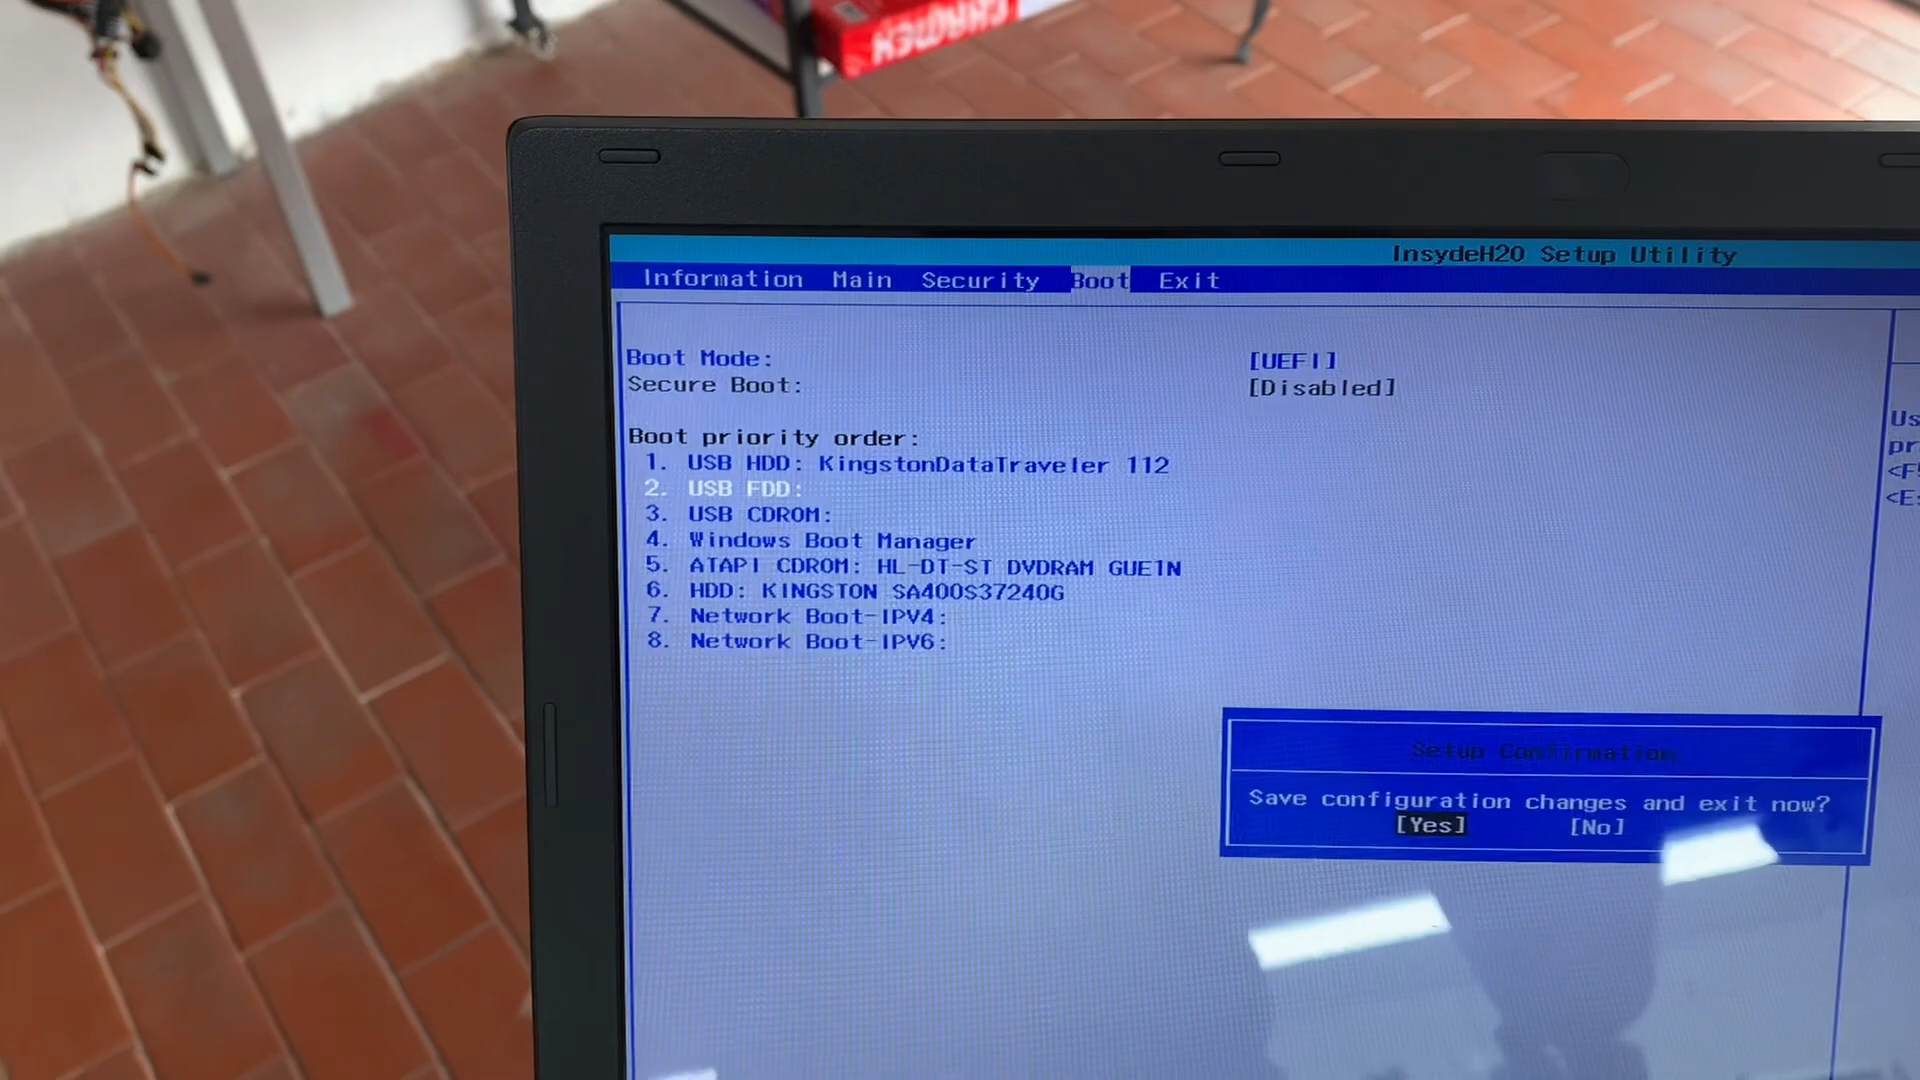 InsydeH20 Setup Utility
Information Main Security Boot Exit
Boot Mode: [UEFI]
Secure Boot: [Disabled]
Boot priority order:
1. USB HDD: KingstonDataTraveler 112
2. USB FDD:
3. USB CDROM:
4. Windows Boot Manager
5. ATAPI CDROM: HL-DT-ST DVDRAM GUE1N
6. HDD: KINGSTON SA400S37240G
7. Network Boot-IPV4:
8. Network Boot-IPV6:
Setup Confirmation
Save configuration changes and exit now?
[Yes] [No]